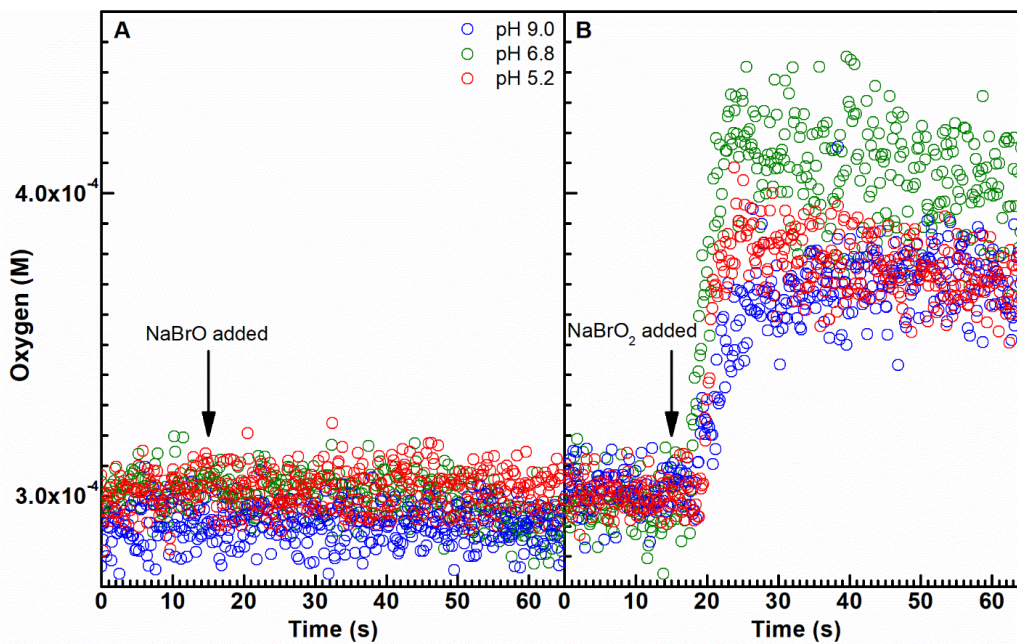 A
pH 9.0
pH 6.8
pH 5.2
B
Oxygen (M)
4.0x10⁻⁴
3.0x10⁻⁴
NaBrO added
NaBrO₂ added
0 10 20 30 40 50 60
0 10 20 30 40 50 60
Time (s)
Time (s)